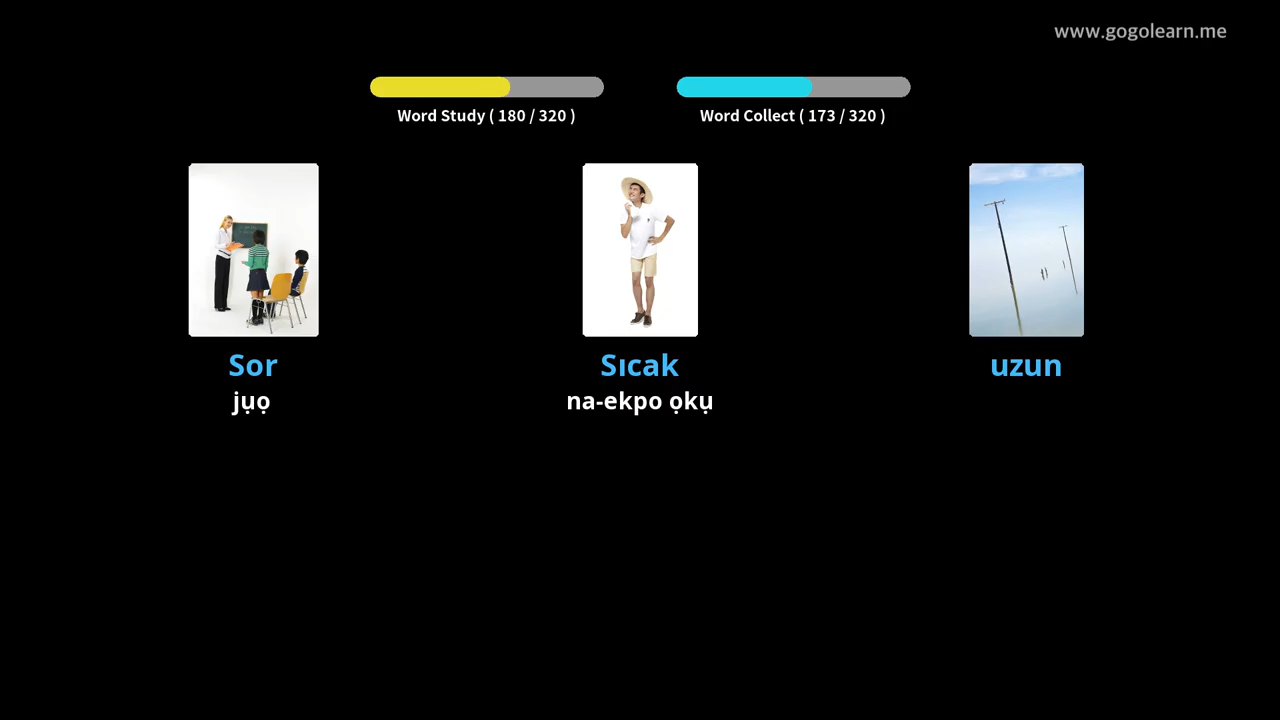 www.gogolearn.me
Word Study ( 180 / 320 )
Word Collect ( 173 / 320 )
Sor
jụọ
Sıcak
na-ekpo ọkụ
uzun